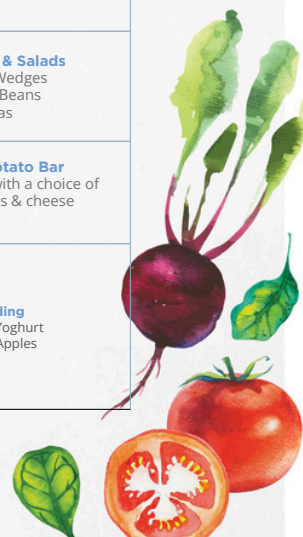 & Salads
Wedges
Beans
as
otato Bar
with a choice of
s & cheese
ding
Yoghurt
Apples